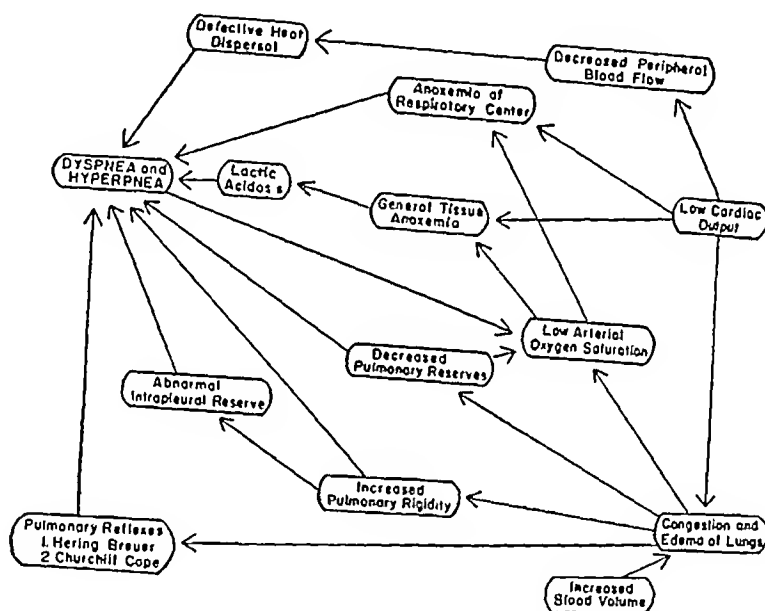 Defective Heat
Dispersal
Decreased Peripheral
Blood Flow
Anoxemia of
Respiratory Center
DYSPNEA and
HYPERPNEA
Lactic
Acidosis
General Tissue
Anoxemia
Low Cardiac
Output
Low Arterial
Oxygen Saturation
Decreased
Pulmonary Reserves
Abnormal
Intrapleural Reserve
Increased
Pulmonary Rigidity
Pulmonary Reflexes
1. Hering Breuer
2 Churchill Cope
Congestion and
Edema of Lungs
Increased
Blood Volume